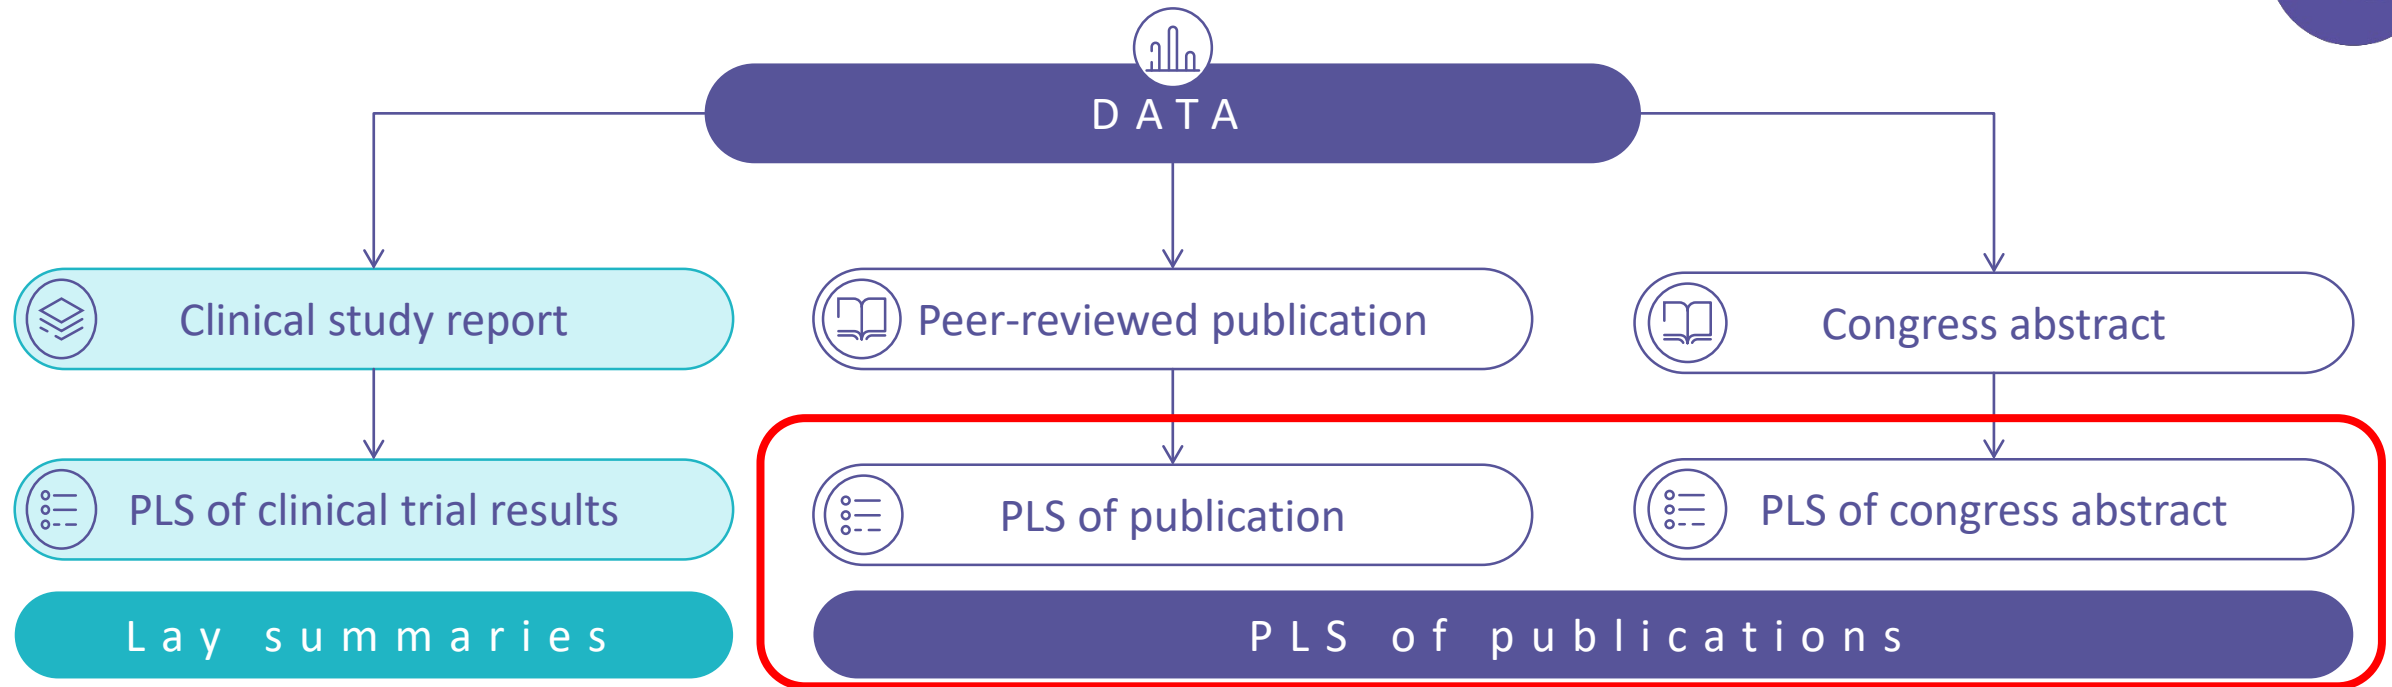 DATA
Clinical study report
Peer-reviewed publication
Congress abstract
PLS of clinical trial results
PLS of publication
PLS of congress abstract
Lay summaries
PLS of publications